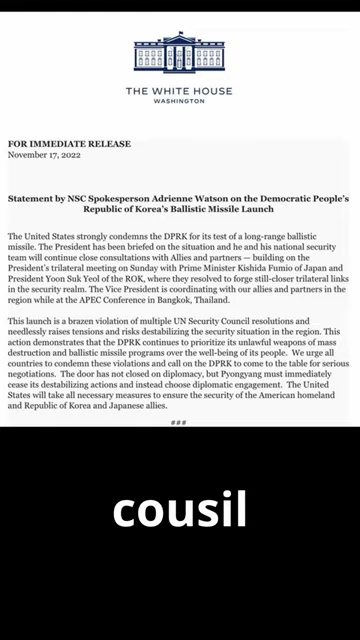 THE WHITE HOUSE
WASHINGTON
FOR IMMEDIATE RELEASE
November 17, 2022
Statement by NSC Spokesperson Adrienne Watson on the Democratic People's
Republic of Korea's Ballistic Missile Launch
The United States strongly condemns the DPRK for its test of a long-range ballistic
missile. The President has been briefed on the situation and he and his national security
team will continue close consultations with Allies and partners — building on the
President's trilateral meeting on Sunday with Prime Minister Kishida Fumio of Japan and
President Yoon Suk Yeol of the ROK, where they resolved to forge still-closer trilateral links
in the security realm. The Vice President is coordinating with our allies and partners in the
region while at the APEC Conference in Bangkok, Thailand.
This launch is a brazen violation of multiple UN Security Council resolutions and
needlessly raises tensions and risks destabilizing the security situation in the region. This
action demonstrates that the DPRK continues to prioritize its unlawful weapons of mass
destruction and ballistic missile programs over the well-being of its people. We urge all
countries to condemn these violations and call on the DPRK to come to the table for serious
negotiations. The door has not closed on diplomacy, but Pyongyang must immediately
cease its destabilizing actions and instead choose diplomatic engagement. The United
States will take all necessary measures to ensure the security of the American homeland
and Republic of Korea and Japanese allies.
###
cousil